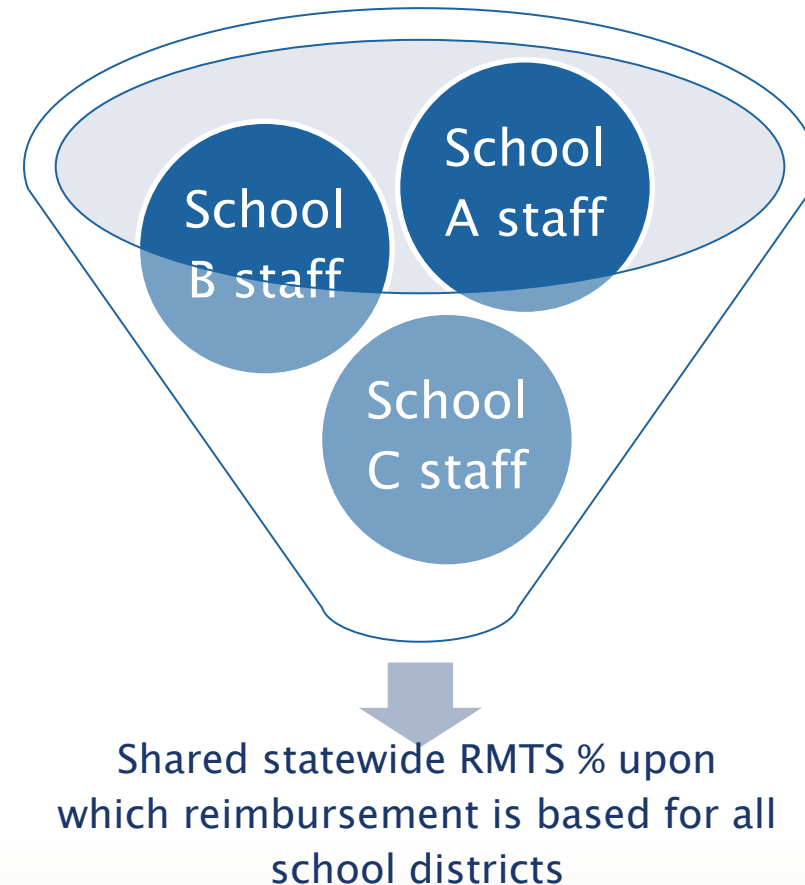 School
A staff
School
B staff
School
C staff
Shared statewide RMTS % upon
which reimbursement is based for all
school districts